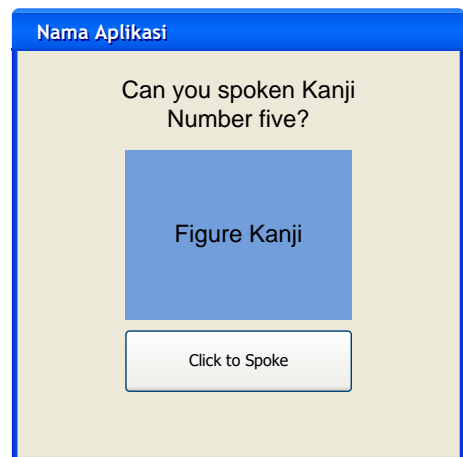 Nama Aplikasi
Can you spoken Kanji
Number five?
Figure Kanji
Click to Spoke